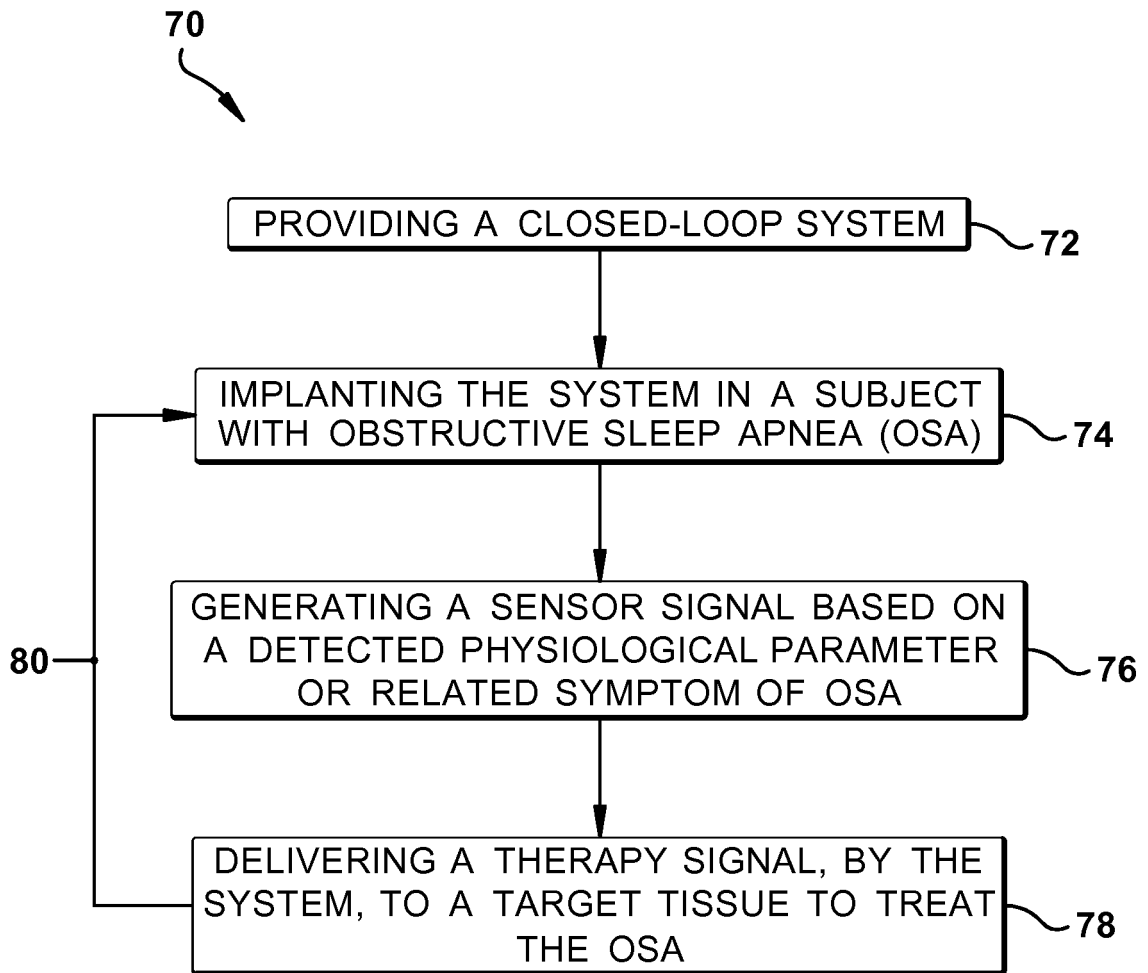 70
PROVIDING A CLOSED-LOOP SYSTEM
72
IMPLANTING THE SYSTEM IN A SUBJECT
WITH OBSTRUCTIVE SLEEP APNEA (OSA)
74
GENERATING A SENSOR SIGNAL BASED ON
A DETECTED PHYSIOLOGICAL PARAMETER
OR RELATED SYMPTOM OF OSA
76
80
DELIVERING A THERAPY SIGNAL, BY THE
SYSTEM, TO A TARGET TISSUE TO TREAT
THE OSA
78